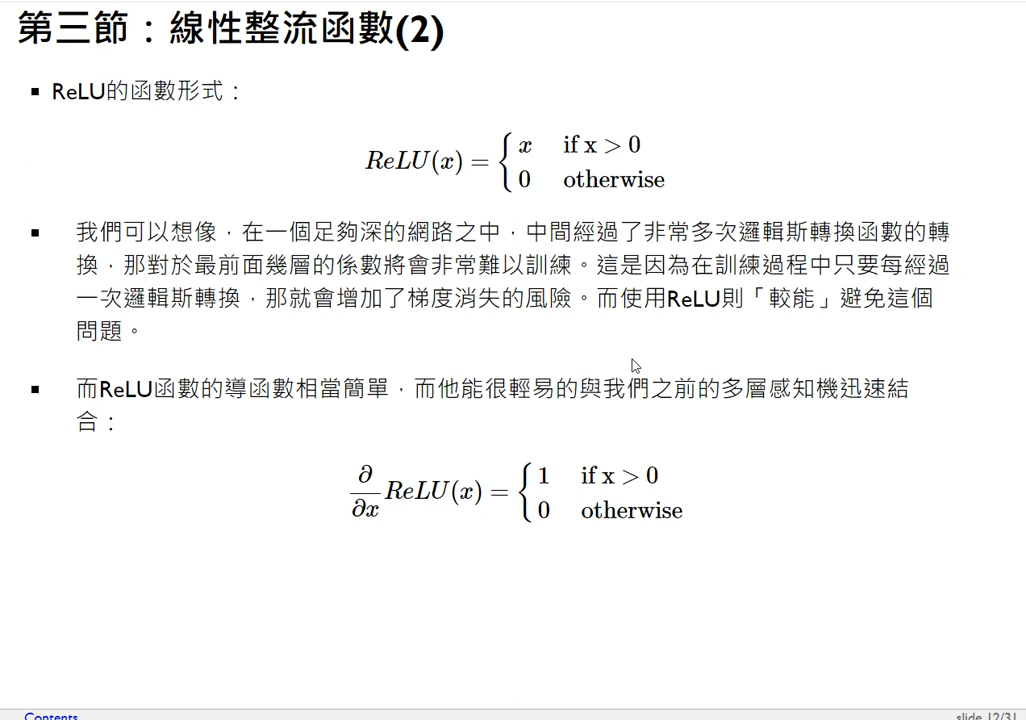 第三節：線性整流函數(2)
ReLU的函數形式：
ReLU(x) = { x if x > 0
0 otherwise
我們可以想像，在一個足夠深的網路之中，中間經過了非常多次邏輯斯轉換函數的轉
換，那對於最前面幾層的係數將會非常難以訓練。這是因為在訓練過程中只要每經過
一次邏輯斯轉換，那就會增加了梯度消失的風險。而使用ReLU則「較能」避免這個
問題。
而ReLU函數的導函數相當簡單，而他能很輕易的與我們之前的多層感知機迅速結
合：
∂/∂x ReLU(x) = { 1 if x > 0
0 otherwise
Contents
slide 12/31